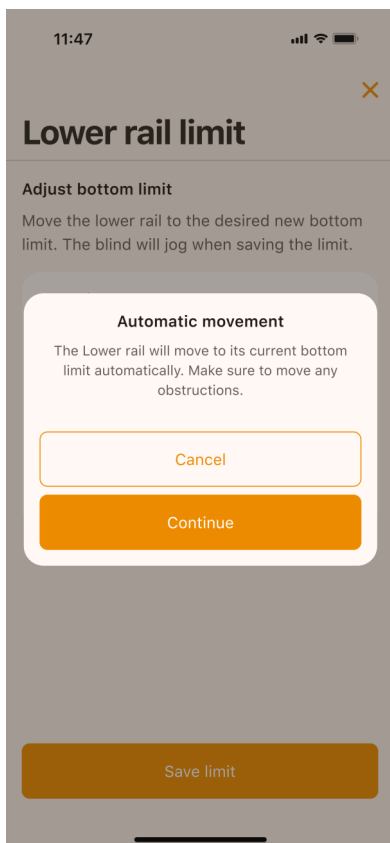 11:47
Lower rail limit
Adjust bottom limit
Move the lower rail to the desired new bottom
limit. The blind will jog when saving the limit.
Automatic movement
The Lower rail will move to its current bottom
limit automatically. Make sure to move any
obstructions.
Cancel
Continue
Save limit